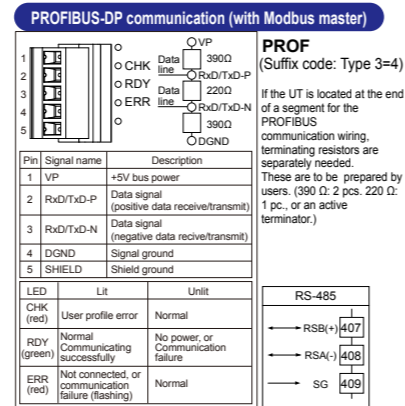 PROFIBUS-DP communication (with Modbus master)
1
2
3
4
5
CHK
RDY
ERR
VP
Data line
390Ω
RxD/TxD-P
Data line
220Ω
RxD/TxD-N
390Ω
DGND
PROF
(Suffix code: Type 3=4)
If the UT is located at the end
of a segment for the
PROFIBUS
communication wiring,
terminating resistors are
separately needed.
These are to be prepared by
users. (390 Ω: 2 pcs. 220 Ω:
1 pc., or an active
terminator.)
Pin Signal name Description
1 VP +5V bus power
2 RxD/TxD-P Data signal
(positive data receive/transmit)
3 RxD/TxD-N Data signal
(negative data recive/transmit)
4 DGND Signal ground
5 SHIELD Shield ground
LED Lit Unlit
CHK
(red)
User profile error
Normal
RDY
(green)
Normal
Communicating
successfully
No power, or
Communication
failure
ERR
(red)
Not connected, or
communication
failure (flashing)
Normal
RS-485
RSB(+) 407
RSA(-) 408
SG 409